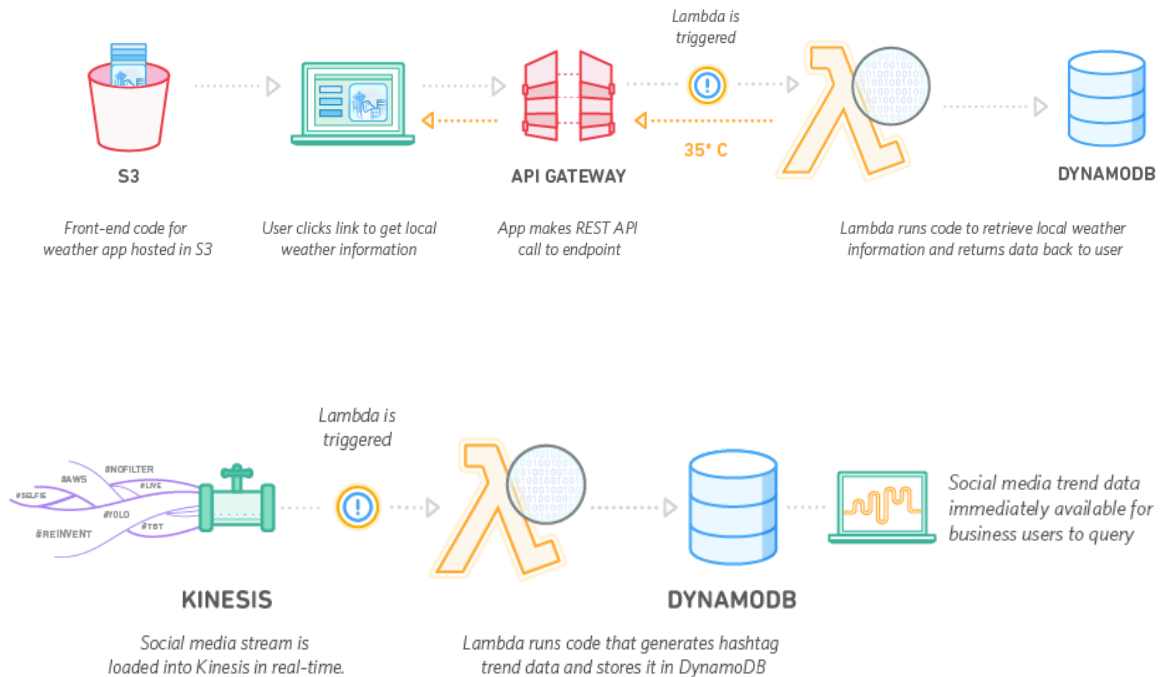 Lambda is
triggered
35° C
S3
API GATEWAY
DYNAMODB
Front-end code for
weather app hosted in S3
User clicks link to get local
weather information
App makes REST API
call to endpoint
Lambda runs code to retrieve local weather
information and returns data back to user
Lambda is
triggered
#NOFILTER
#AWS
#LIVE
#SELFIE
#YOLO
#TBT
#REINVENT
Social media trend data
immediately available for
business users to query
KINESIS
DYNAMODB
Social media stream is
loaded into Kinesis in real-time.
Lambda runs code that generates hashtag
trend data and stores it in DynamoDB